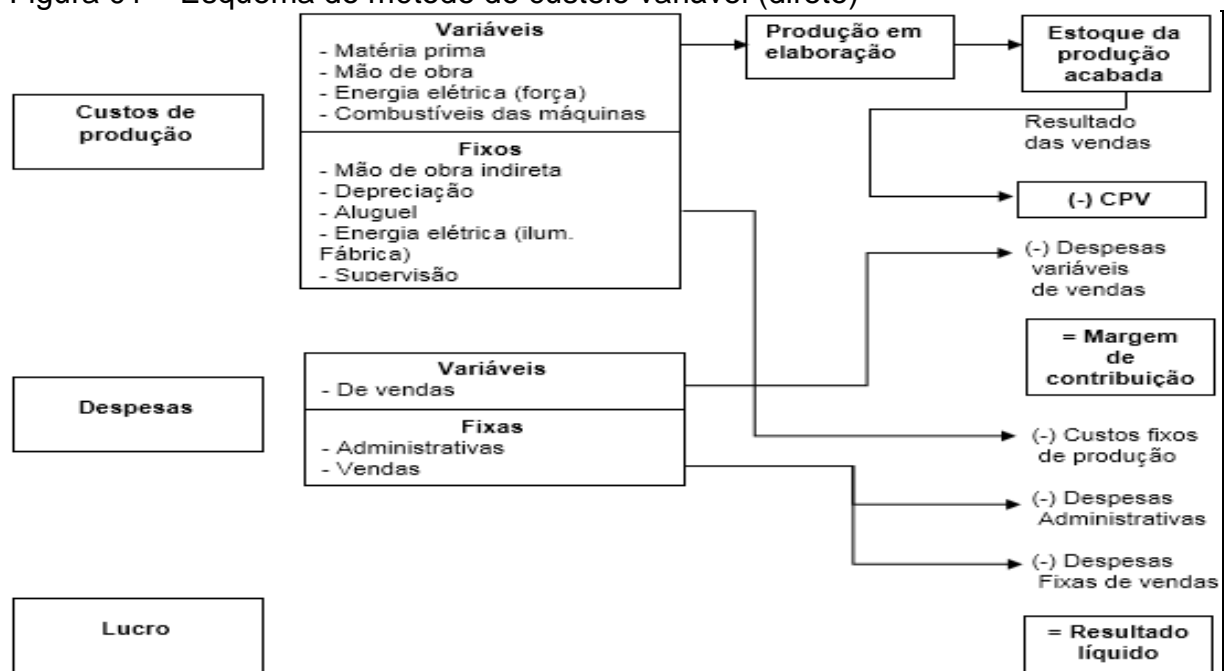 Figura 01 – Esquema do método de custeio variável (direto)
Custos de
produção
Variáveis
- Matéria prima
- Mão de obra
- Energia elétrica (força)
- Combustíveis das máquinas
Fixos
- Mão de obra indireta
- Depreciação
- Aluguel
- Energia elétrica (ilum.
Fábrica)
- Supervisão
Produção em
elaboração
Estoque da
produção
acabada
Resultado
das vendas
(-) CPV
(-) Despesas
variáveis
de vendas
= Margem
de
contribuição
Despesas
Variáveis
- De vendas
Fixas
- Administrativas
- Vendas
(-) Custos fixos
de produção
(-) Despesas
Administrativas
(-) Despesas
Fixas de vendas
Lucro
= Resultado
líquido